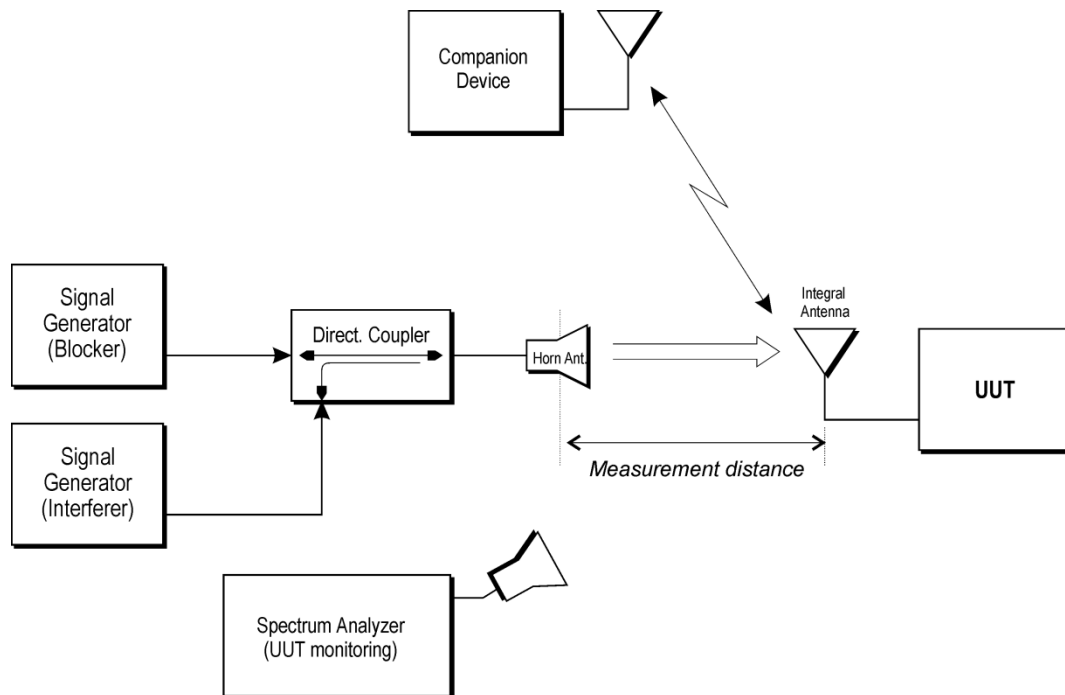 Companion
Device
Signal
Generator
(Blocker)
Direct. Coupler
Horn Ant.
Integral
Antenna
UUT
Measurement distance
Signal
Generator
(Interferer)
Spectrum Analyzer
(UUT monitoring)